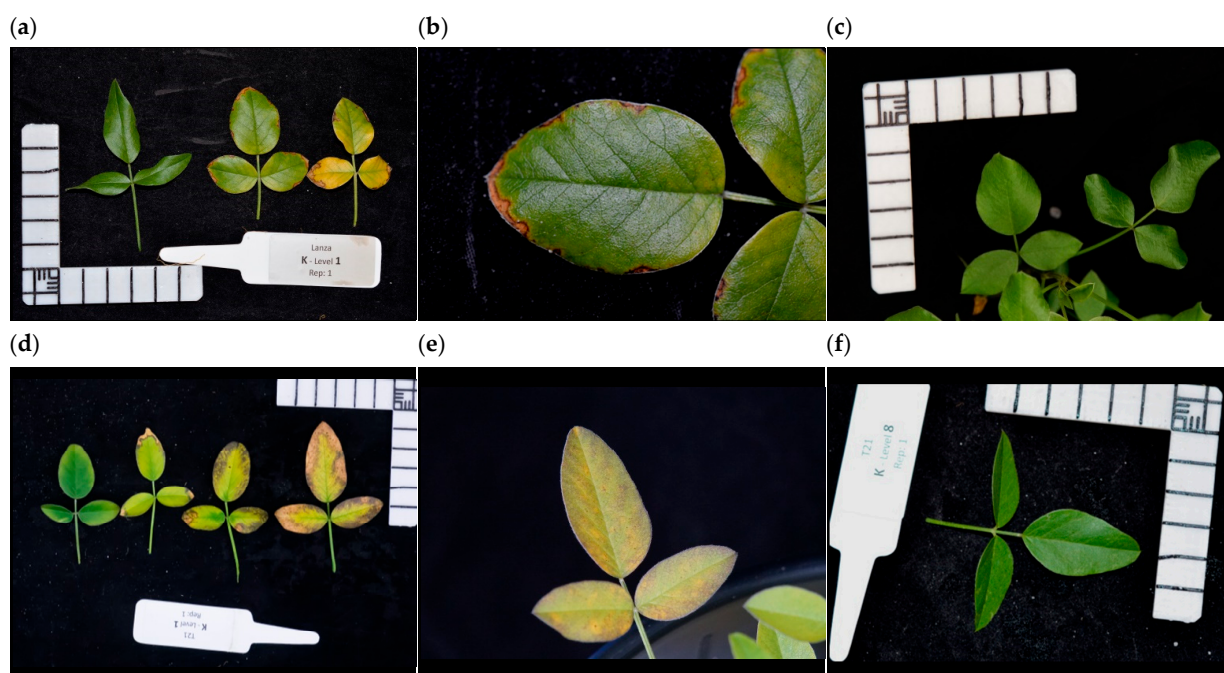 (a)
(b)
(c)
Lanza
K - Level 1
Rep: 1
(d)
(e)
(f)
T21
K - Level 1
Rep: 1
T21
K - Level 8
Rep: 1